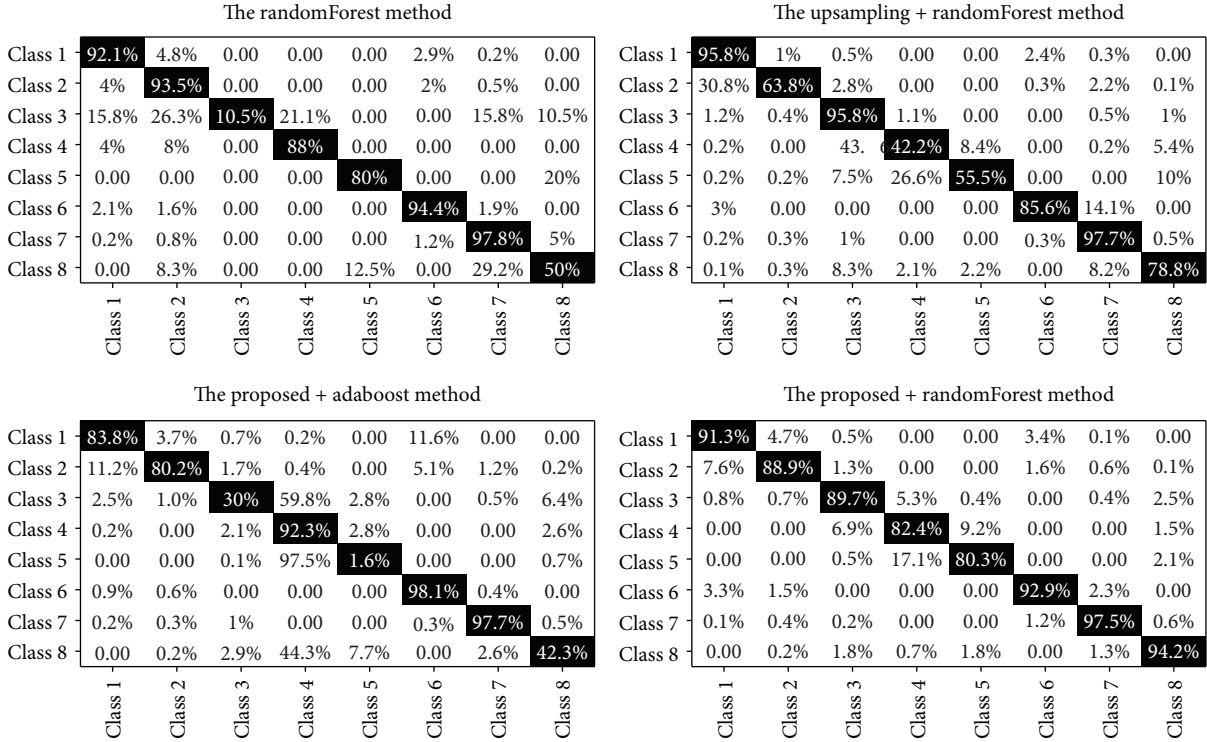 The randomForest method
Class 1 92.1% 4.8% 0.00 0.00 0.00 2.9% 0.2% 0.00
Class 2 4% 93.5% 0.00 0.00 0.00 2% 0.5% 0.00
Class 3 15.8% 26.3% 10.5% 21.1% 0.00 0.00 15.8% 10.5%
Class 4 4% 8% 0.00 88% 0.00 0.00 0.00 0.00
Class 5 0.00 0.00 0.00 0.00 80% 0.00 0.00 20%
Class 6 2.1% 1.6% 0.00 0.00 0.00 94.4% 1.9% 0.00
Class 7 0.2% 0.8% 0.00 0.00 0.00 1.2% 97.8% 5%
Class 8 0.00 8.3% 0.00 0.00 12.5% 0.00 29.2% 50%
Class 1 Class 2 Class 3 Class 4 Class 5 Class 6 Class 7 Class 8
The upsampling + randomForest method
Class 1 95.8% 1% 0.5% 0.00 0.00 2.4% 0.3% 0.00
Class 2 30.8% 63.8% 2.8% 0.00 0.00 0.3% 2.2% 0.1%
Class 3 1.2% 0.4% 95.8% 1.1% 0.00 0.00 0.5% 1%
Class 4 0.2% 0.00 43. 42.2% 8.4% 0.00 0.2% 5.4%
Class 5 0.2% 0.2% 7.5% 26.6% 55.5% 0.00 0.00 10%
Class 6 3% 0.00 0.00 0.00 0.00 85.6% 14.1% 0.00
Class 7 0.2% 0.3% 1% 0.00 0.00 0.3% 97.7% 0.5%
Class 8 0.1% 0.3% 8.3% 2.1% 2.2% 0.00 8.2% 78.8%
Class 1 Class 2 Class 3 Class 4 Class 5 Class 6 Class 7 Class 8
The proposed + adaboost method
Class 1 83.8% 3.7% 0.7% 0.2% 0.00 11.6% 0.00 0.00
Class 2 11.2% 80.2% 1.7% 0.4% 0.00 5.1% 1.2% 0.2%
Class 3 2.5% 1.0% 30% 59.8% 2.8% 0.00 0.5% 6.4%
Class 4 0.2% 0.00 2.1% 92.3% 2.8% 0.00 0.00 2.6%
Class 5 0.00 0.00 0.1% 97.5% 1.6% 0.00 0.00 0.7%
Class 6 0.9% 0.6% 0.00 0.00 0.00 98.1% 0.4% 0.00
Class 7 0.2% 0.3% 1% 0.00 0.00 0.3% 97.7% 0.5%
Class 8 0.00 0.2% 2.9% 44.3% 7.7% 0.00 2.6% 42.3%
Class 1 Class 2 Class 3 Class 4 Class 5 Class 6 Class 7 Class 8
The proposed + randomForest method
Class 1 91.3% 4.7% 0.5% 0.00 0.00 3.4% 0.1% 0.00
Class 2 7.6% 88.9% 1.3% 0.00 0.00 1.6% 0.6% 0.1%
Class 3 0.8% 0.7% 89.7% 5.3% 0.4% 0.00 0.4% 2.5%
Class 4 0.00 0.00 6.9% 82.4% 9.2% 0.00 0.00 1.5%
Class 5 0.00 0.00 0.5% 17.1% 80.3% 0.00 0.00 2.1%
Class 6 3.3% 1.5% 0.00 0.00 0.00 92.9% 2.3% 0.00
Class 7 0.1% 0.4% 0.2% 0.00 0.00 1.2% 97.5% 0.6%
Class 8 0.00 0.2% 1.8% 0.7% 1.8% 0.00 1.3% 94.2%
Class 1 Class 2 Class 3 Class 4 Class 5 Class 6 Class 7 Class 8